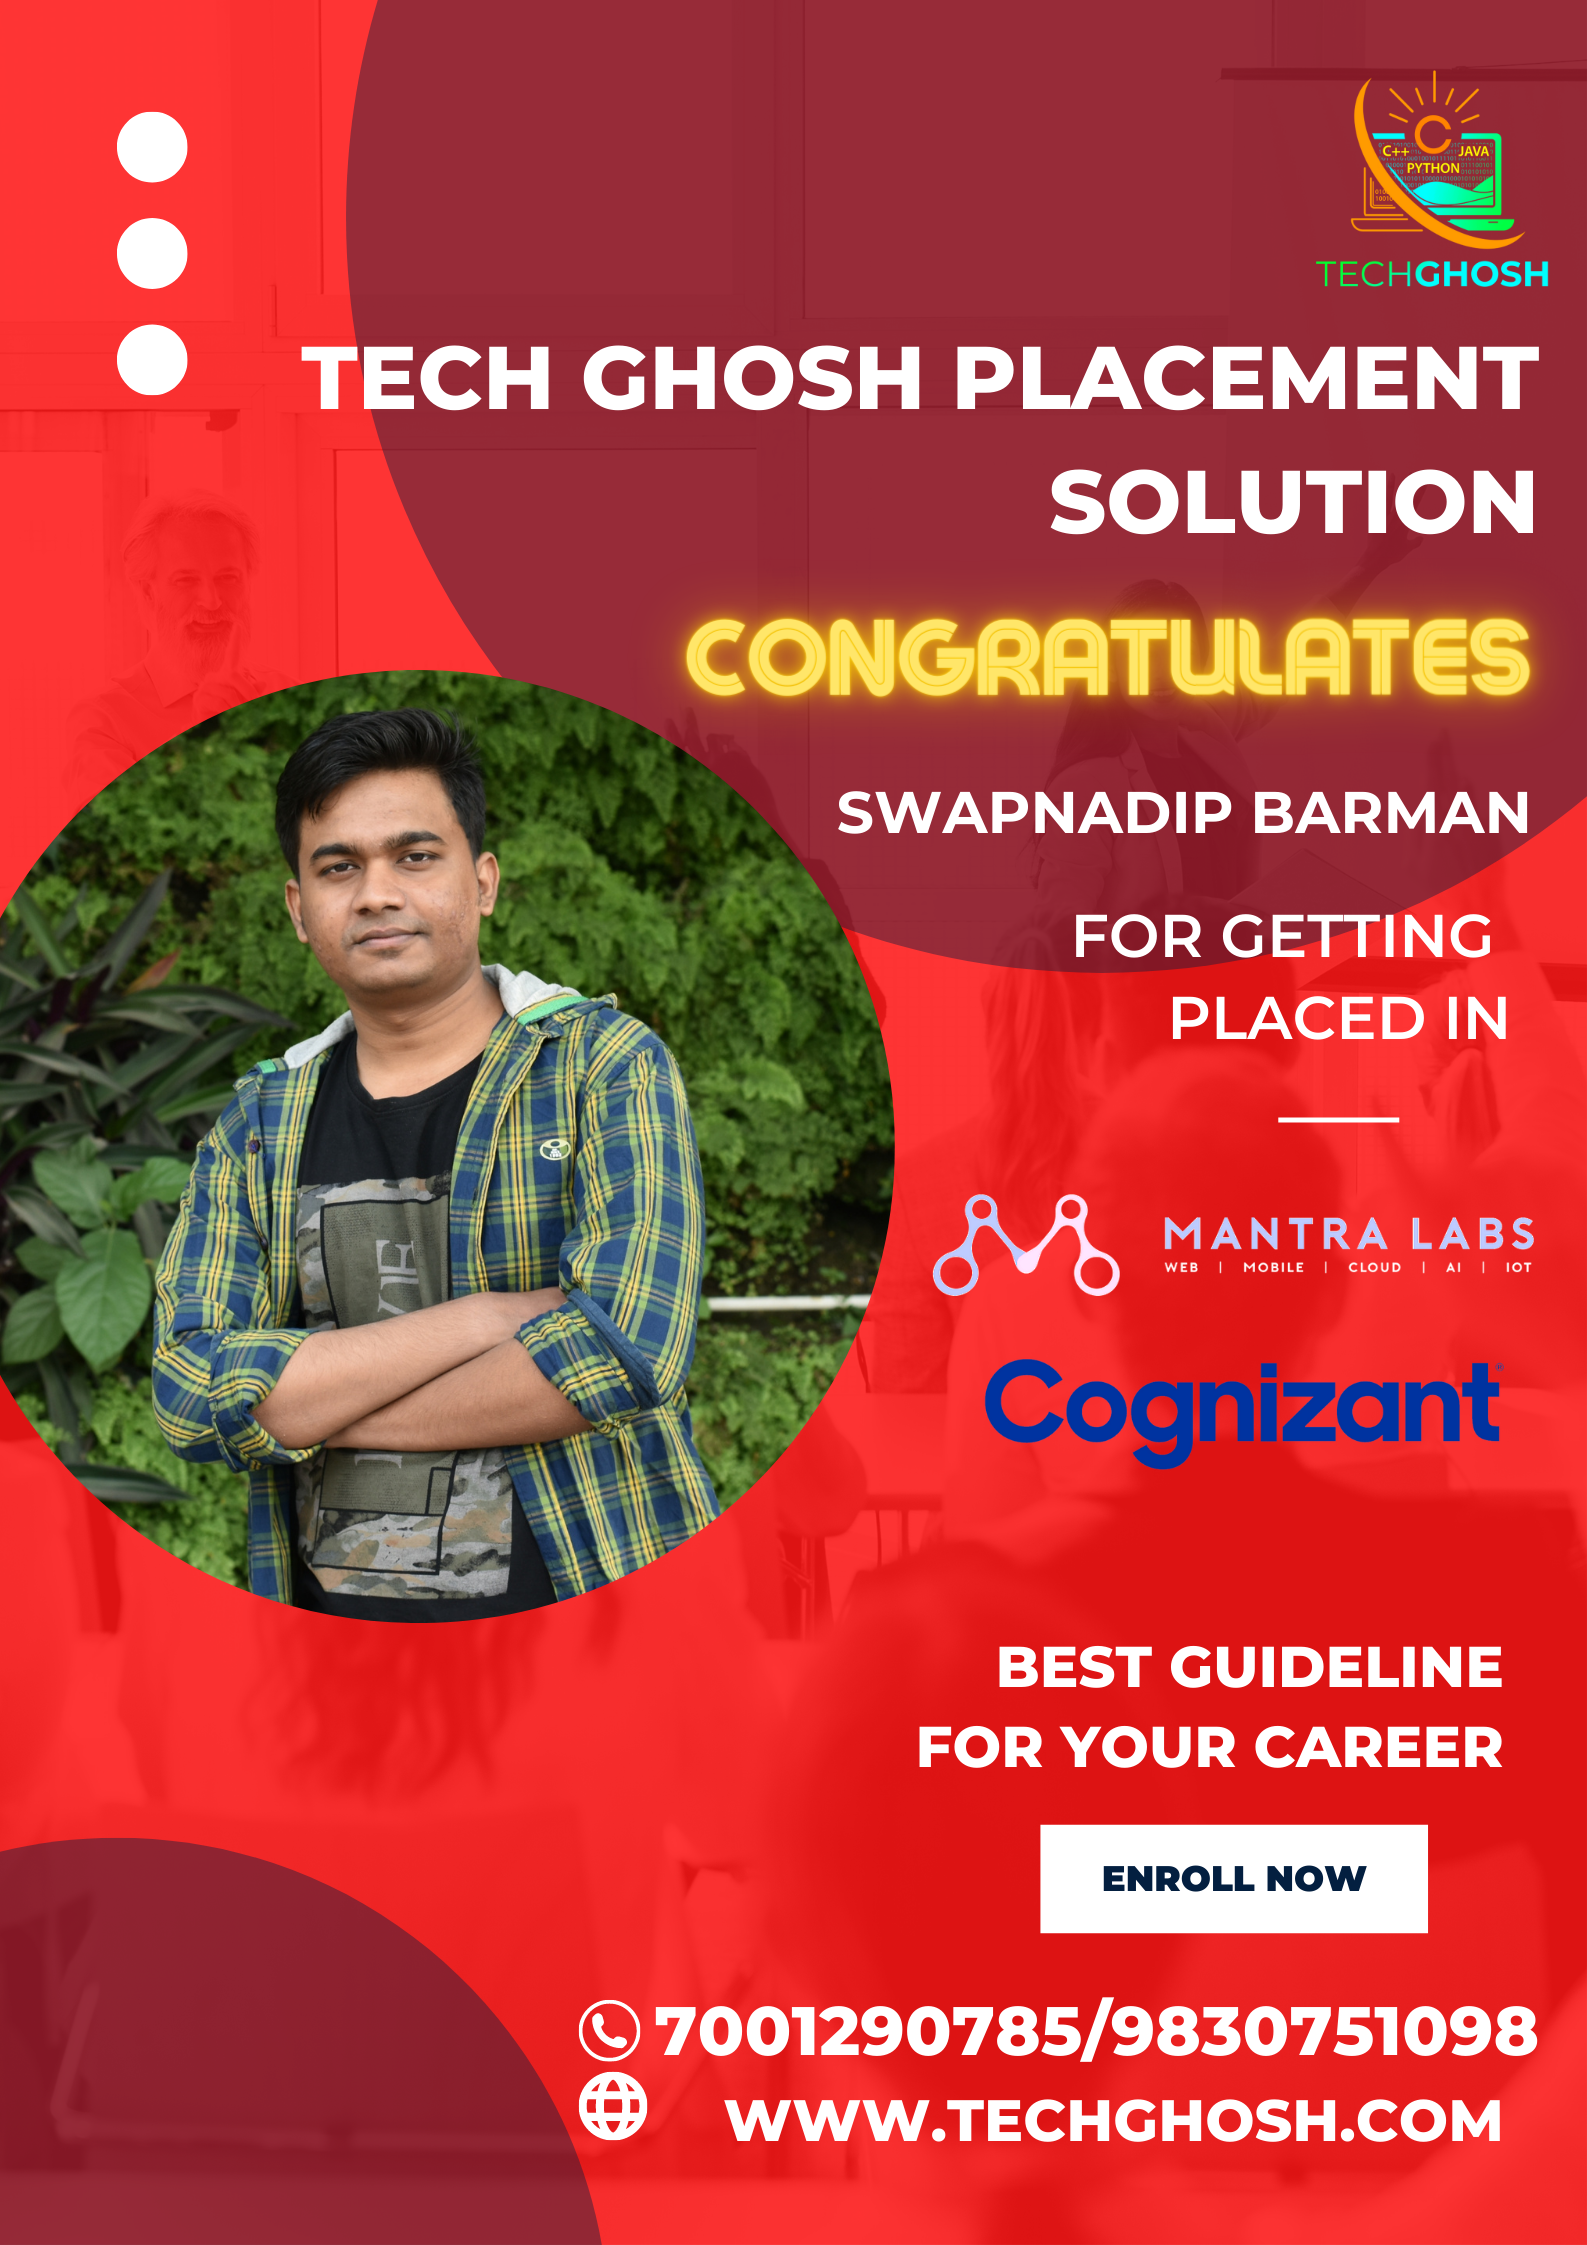 C
C++
JAVA
PYTHON
TECHGHOSH
TECH GHOSH PLACEMENT
SOLUTION
CONGRATULATES
SWAPNADIP BARMAN
FOR GETTING
PLACED IN
MANTRA LABS
WEB | MOBILE | CLOUD | AI | IOT
Cognizant
BEST GUIDELINE
FOR YOUR CAREER
ENROLL NOW
7001290785/9830751098
WWW.TECHGHOSH.COM